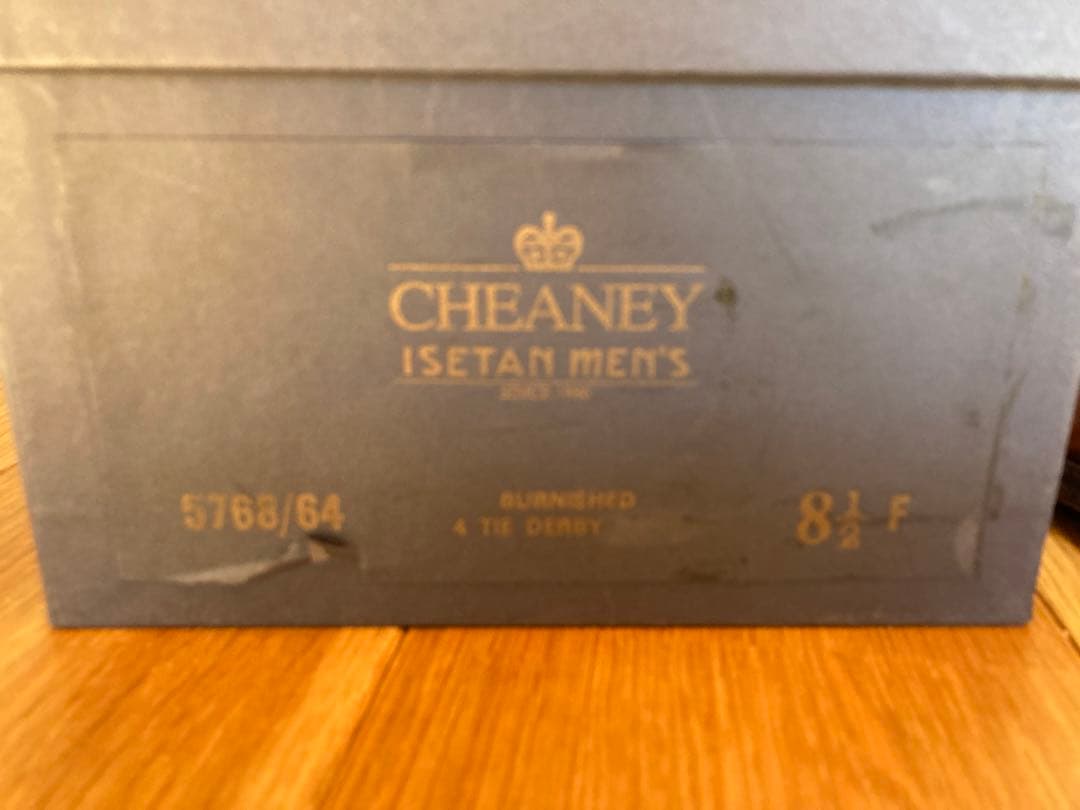 CHEANEY
ISETAN MEN'S
5768/64
BURNISHED
4 TIE DERBY
8½ F